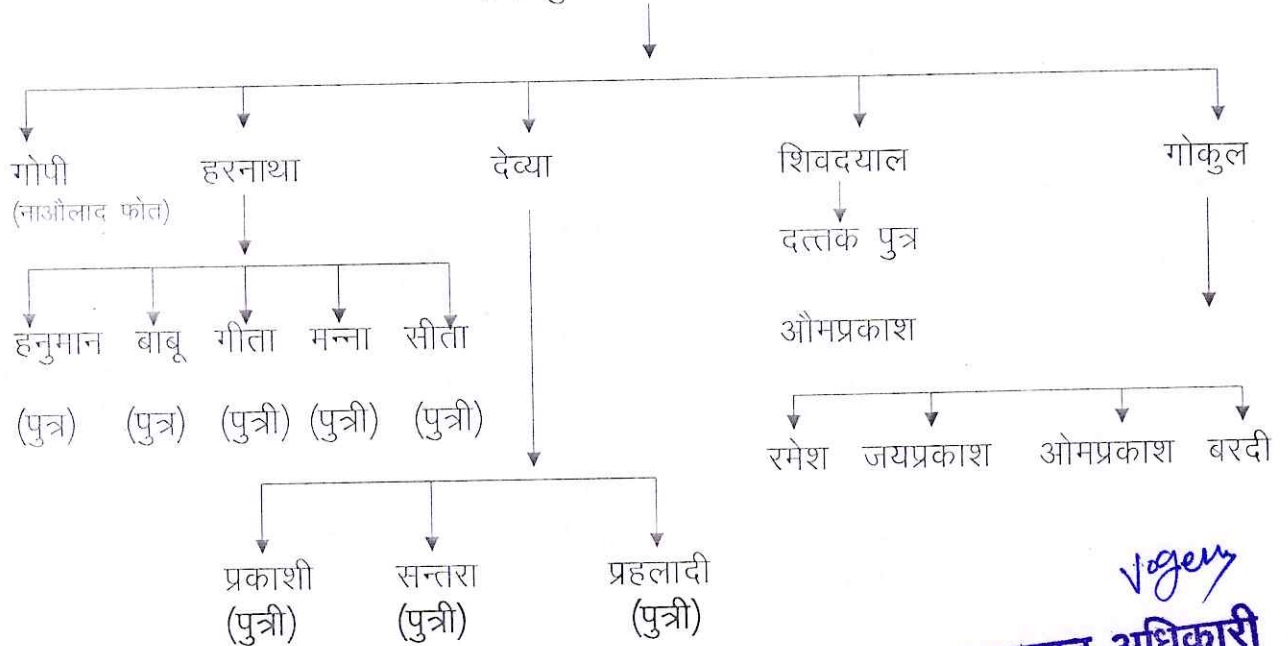 गोपी हरनाथा देव्या शिवदयाल गोकुल
(नाऔलाद फोत)
दत्तक पुत्र
औमप्रकाश
हनुमान बाबू गीता मन्ना सीता
(पुत्र) (पुत्र) (पुत्री) (पुत्री) (पुत्री)
रमेश जयप्रकाश ओमप्रकाश बरदी
प्रकाशी सन्तरा प्रहलादी
(पुत्री) (पुत्री) (पुत्री)
अधिकारी